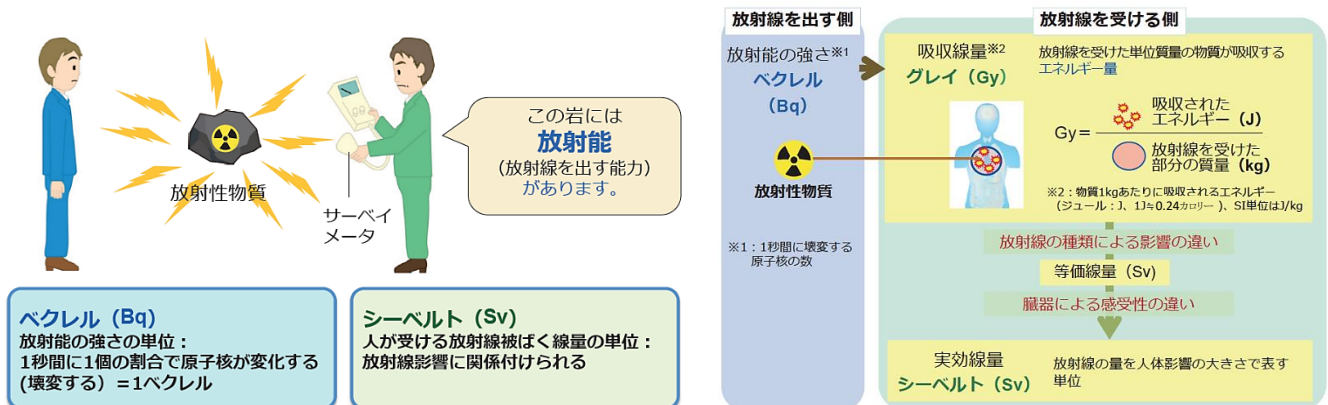 放射性物質
サーベイ
メータ
この岩には
放射能
(放射線を出す能力)
があります。
ベクレル（Bq）
放射能の強さの単位：
1秒間に1個の割合で原子核が変化する
(壊変する）＝1ベクレル
シーベルト（Sv）
人が受ける放射線被ばく線量の単位：
放射線影響に関係付けられる
放射線を出す側
放射能の強さ※1
ベクレル
（Bq）
放射性物質
※1：1秒間に壊変する
原子核の数
放射線を受ける側
吸収線量※2
グレイ（Gy）
放射線を受けた単位質量の物質が吸収する
エネルギー量
Gy＝
吸収された
エネルギー（J）
放射線を受けた
部分の質量（kg）
※2：物質1kgあたりに吸収されるエネルギー
(ジュール：J、1J≒0.24カロリー )、SI単位はJ/kg
放射線の種類による影響の違い
等価線量（Sv）
臓器による感受性の違い
実効線量
シーベルト（Sv）
放射線の量を人体影響の大きさで表す
単位